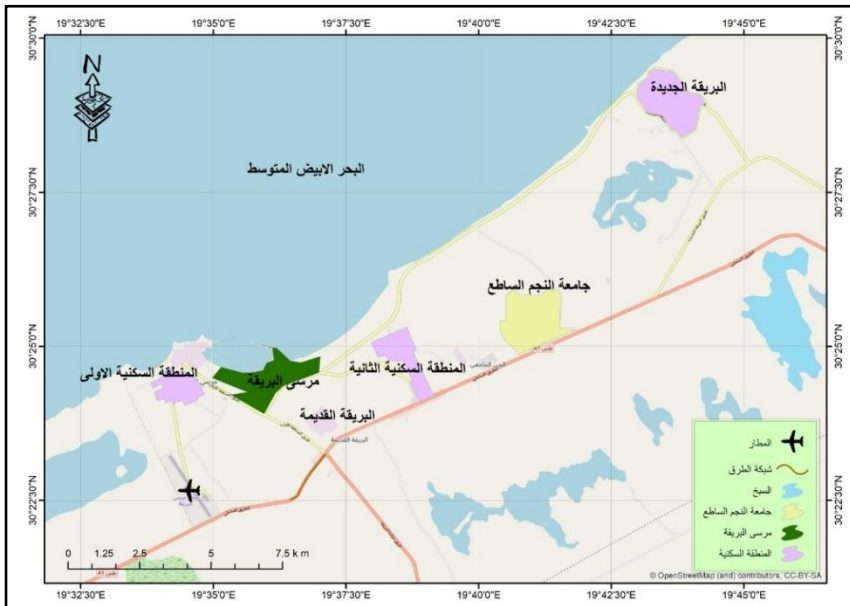 19°32'30"E 19°35'0"E 19°37'30"E 19°40'0"E 19°42'30"E 19°45'0"E
30°30'0"N 30°30'0"N
N
البريقة الجديدة
البحر الابيض المتوسط
30°27'30"N 30°27'30"N
جامعة النجم الساطع
30°25'0"N 30°25'0"N
المنطقة السكنية الاولى
مرسى البريقة
المنطقة السكنية الثانية
البريقة القديمة
البريقة القديمة
30°22'30"N 30°22'30"N
المطار
شبكة الطرق
السبخ
جامعة النجم الساطع
مرسى البريقة
المنطقة السكنية
0 1.25 2.5 5 7.5 km
© OpenStreetMap (and) contributors, CC-BY-SA
19°32'30"E 19°35'0"E 19°37'30"E 19°40'0"E 19°42'30"E 19°45'0"E